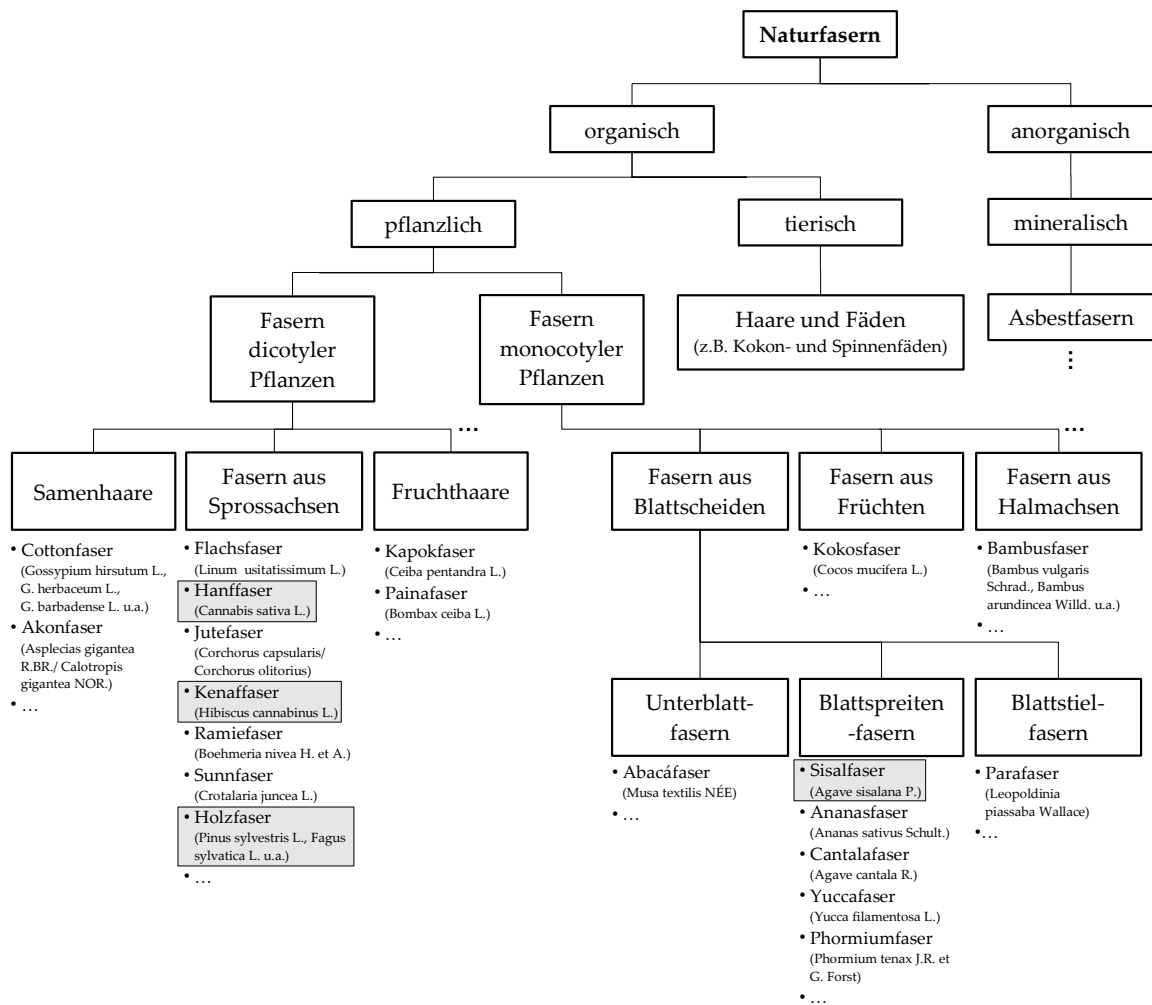 Naturfasern
organisch
anorganisch
pflanzlich
tierisch
mineralisch
Fasern
dicotyler
Pflanzen
Fasern
monocotyler
Pflanzen
Haare und Fäden
(z.B. Kokon- und Spinnenfäden)
Asbestfasern
...
...
...
Samenhaare
Fasern aus
Sprossachsen
Fruchthaare
Fasern aus
Blattscheiden
Fasern aus
Früchten
Fasern aus
Halmachsen
• Cottonfaser
(Gossypium hirsutum L.,
G. herbaceum L.,
G. barbadense L. u.a.)
• Akonfaser
(Asplecias gigantea
R.BR./ Calotropis
gigantea NOR.)
• ...
• Flachsfaser
(Linum usitatissimum L.)
• Hanffaser
(Cannabis sativa L.)
• Jutefaser
(Corchorus capsularis/
Corchorus olitorius)
• Kenaffaser
(Hibiscus cannabinus L.)
• Ramiefaser
(Boehmeria nivea H. et A.)
• Sunnfaser
(Crotalaria juncea L.)
• Holzfaser
(Pinus sylvestris L., Fagus
sylvatica L. u.a.)
• ...
• Kapokfaser
(Ceiba pentandra L.)
• Painafaser
(Bombax ceiba L.)
• ...
• Kokosfaser
(Cocos mucifera L.)
• ...
• Bambusfaser
(Bambus vulgaris
Schrad., Bambus
arundincea Willd. u.a.)
• ...
Unterblatt-
fasern
Blattspreiten
-fasern
Blattstiel-
fasern
• Abacáfaser
(Musa textilis NÉE)
• ...
• Sisalfaser
(Agave sisalana P.)
• Ananasfaser
(Ananas sativus Schult.)
• Cantalafaser
(Agave cantala R.)
• Yuccafaser
(Yucca filamentosa L.)
• Phormiumfaser
(Phormium tenax J.R. et
G. Forst)
• ...
• Parafaser
(Leopoldinia
piassaba Wallace)
• ...